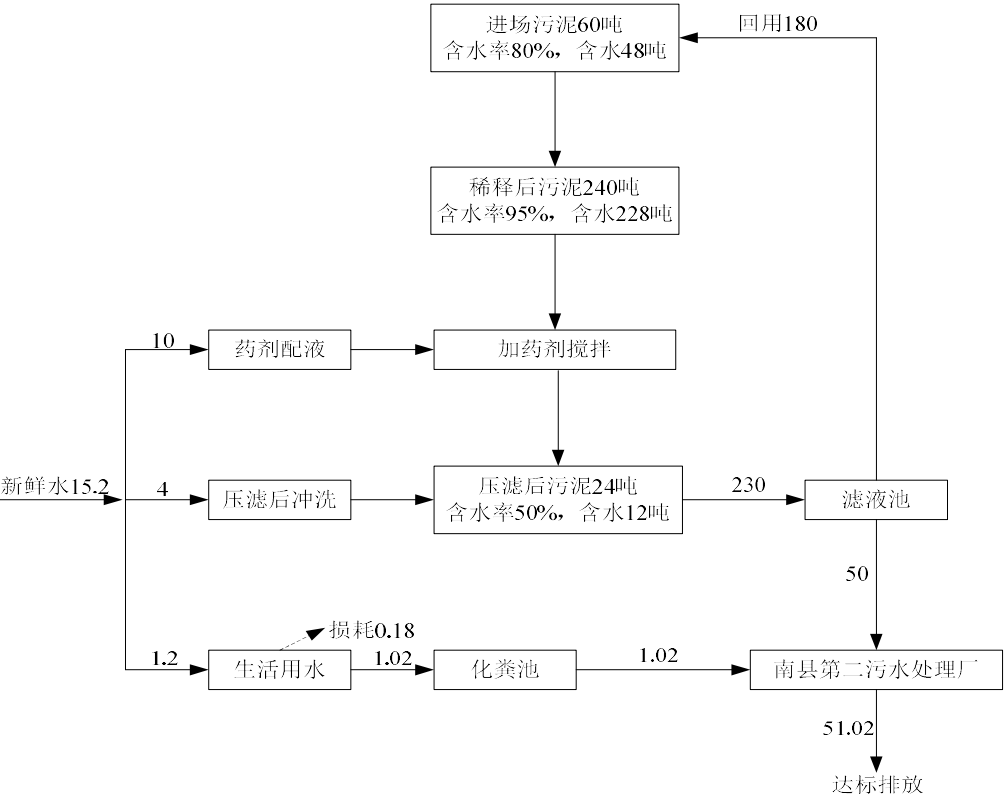 进场污泥60吨
含水率80%，含水48吨
回用180
稀释后污泥240吨
含水率95%，含水228吨
10
药剂配液
加药剂搅拌
新鲜水15.2
4
压滤后冲洗
压滤后污泥24吨
含水率50%，含水12吨
230
滤液池
50
损耗0.18
1.2
生活用水
1.02
化粪池
1.02
南县第二污水处理厂
51.02
达标排放